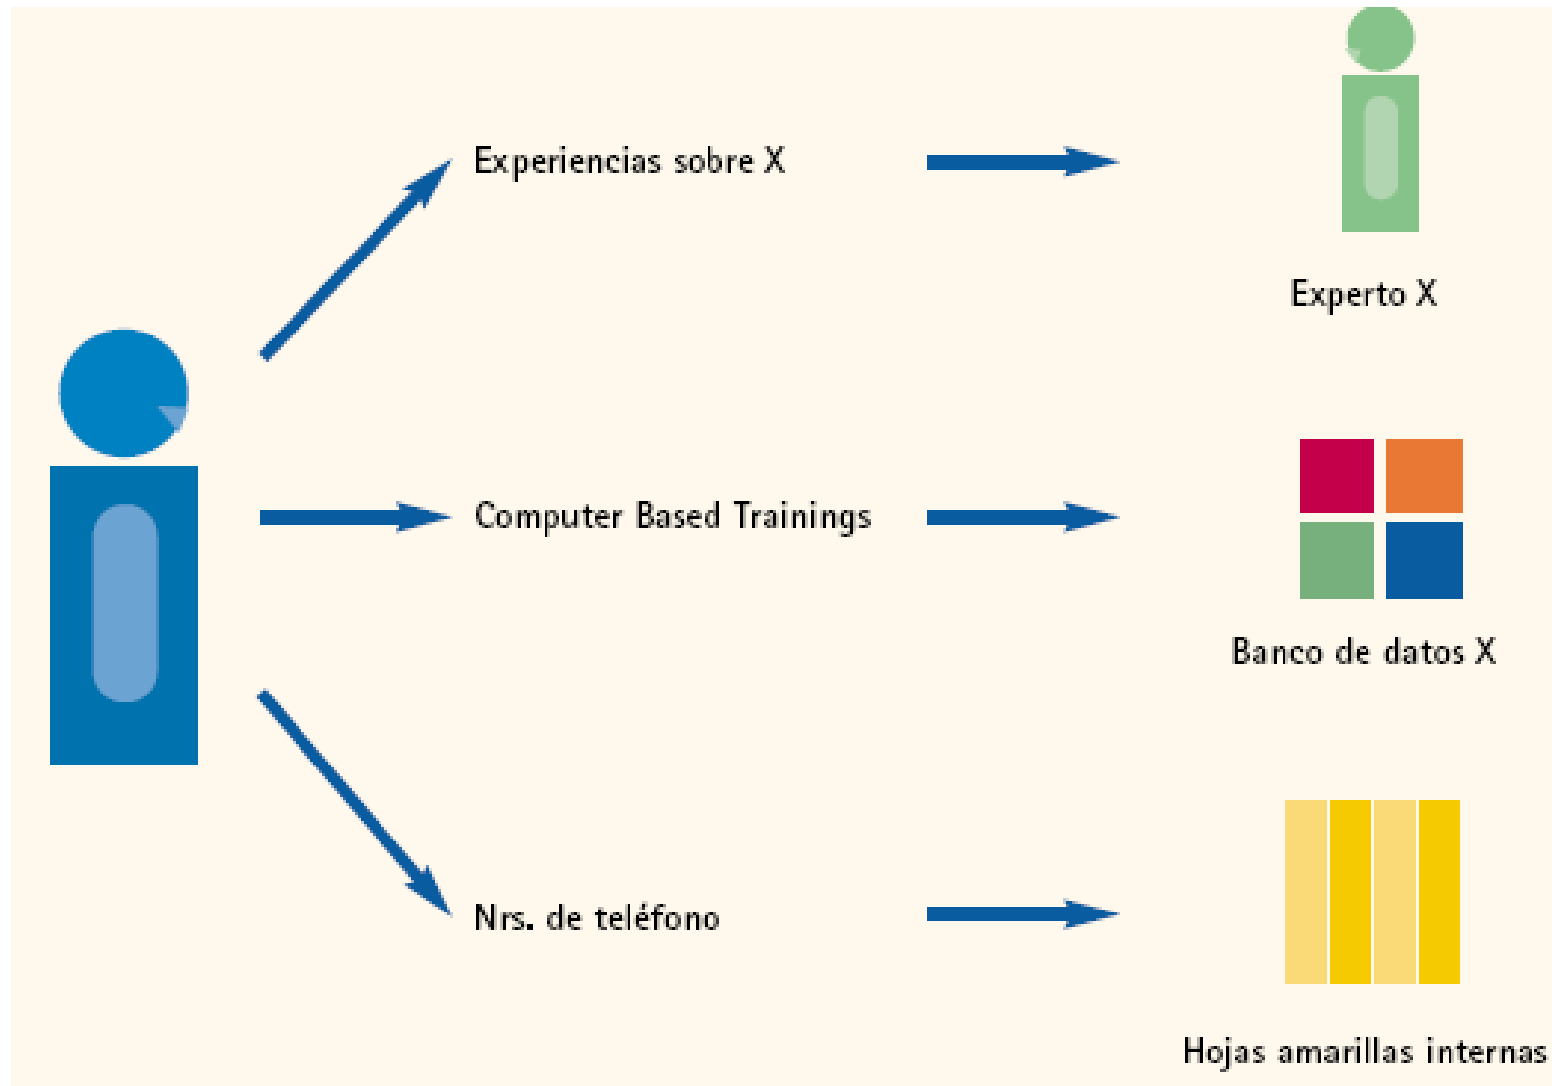 Experiencias sobre X
Experto X
Computer Based Trainings
Banco de datos X
Nrs. de teléfono
Hojas amarillas internas